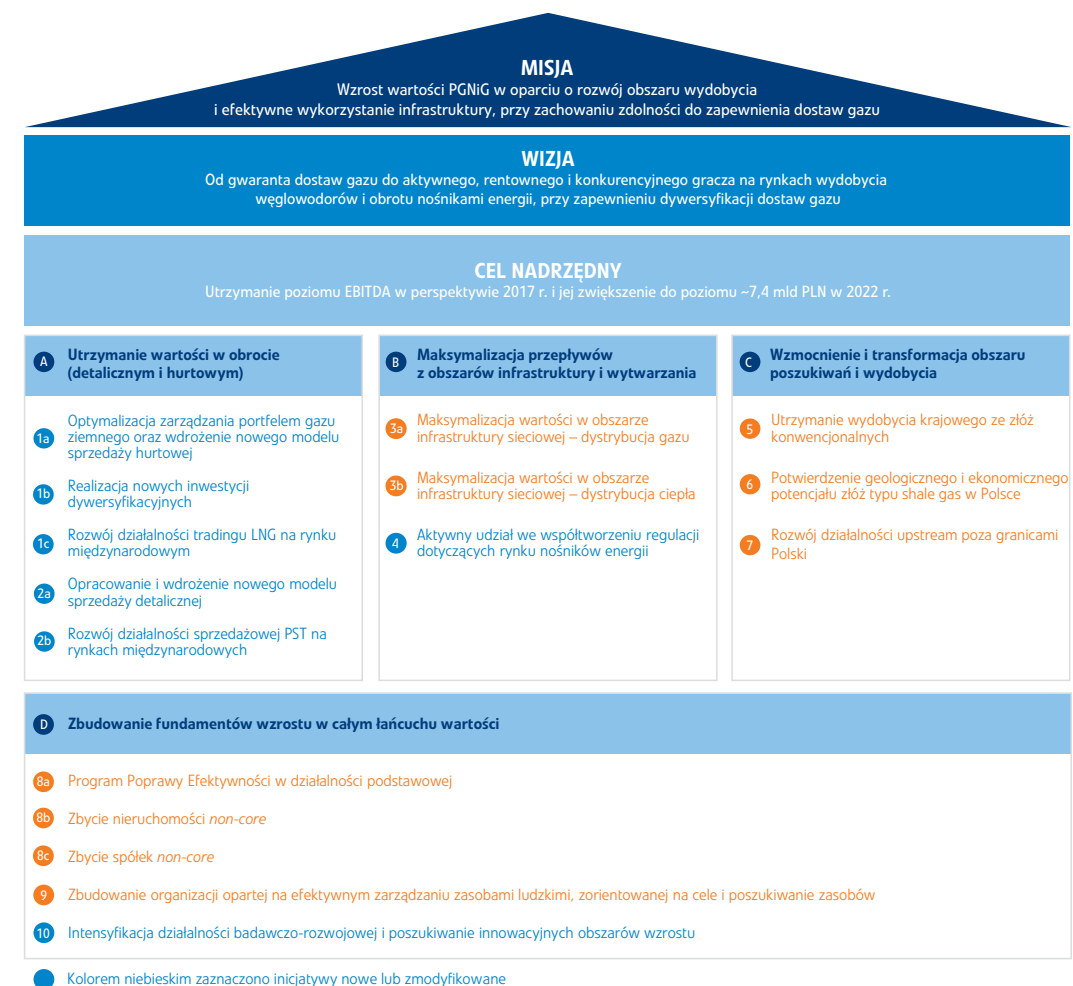 MISJA
Wzrost wartości PGNiG w oparciu o rozwój obszaru wydobycia
i efektywne wykorzystanie infrastruktury, przy zachowaniu zdolności do zapewnienia dostaw gazu
WIZJA
Od gwaranta dostaw gazu do aktywnego, rentownego i konkurencyjnego gracza na rynkach wydobycia
węglowodorów i obrotu nośnikami energii, przy zapewnieniu dywersyfikacji dostaw gazu
CEL NADRZĘDNY
Utrzymanie poziomu EBITDA w perspektywie 2017 r. i jej zwiększenie do poziomu ~7,4 mld PLN w 2022 r.
A Utrzymanie wartości w obrocie
(detalicznym i hurtowym)
1a Optymalizacja zarządzania portfelem gazu
ziemnego oraz wdrożenie nowego modelu
sprzedaży hurtowej
1b Realizacja nowych inwestycji
dywersyfikacyjnych
1c Rozwój działalności tradingu LNG na rynku
międzynarodowym
2a Opracowanie i wdrożenie nowego modelu
sprzedaży detalicznej
2b Rozwój działalności sprzedażowej PST na
rynkach międzynarodowych
B Maksymalizacja przepływów
z obszarów infrastruktury i wytwarzania
3a Maksymalizacja wartości w obszarze
infrastruktury sieciowej – dystrybucja gazu
3b Maksymalizacja wartości w obszarze
infrastruktury sieciowej – dystrybucja ciepła
4 Aktywny udział we współtworzeniu regulacji
dotyczących rynku nośników energii
C Wzmocnienie i transformacja obszaru
poszukiwań i wydobycia
5 Utrzymanie wydobycia krajowego ze złóż
konwencjonalnych
6 Potwierdzenie geologicznego i ekonomicznego
potencjału złóż typu shale gas w Polsce
7 Rozwój działalności upstream poza granicami
Polski
D Zbudowanie fundamentów wzrostu w całym łańcuchu wartości
8a Program Poprawy Efektywności w działalności podstawowej
8b Zbycie nieruchomości non-core
8c Zbycie spółek non-core
9 Zbudowanie organizacji opartej na efektywnym zarządzaniu zasobami ludzkimi, zorientowanej na cele i poszukiwanie zasobów
10 Intensyfikacja działalności badawczo-rozwojowej i poszukiwanie innowacyjnych obszarów wzrostu
Kolorem niebieskim zaznaczono inicjatywy nowe lub zmodyfikowane